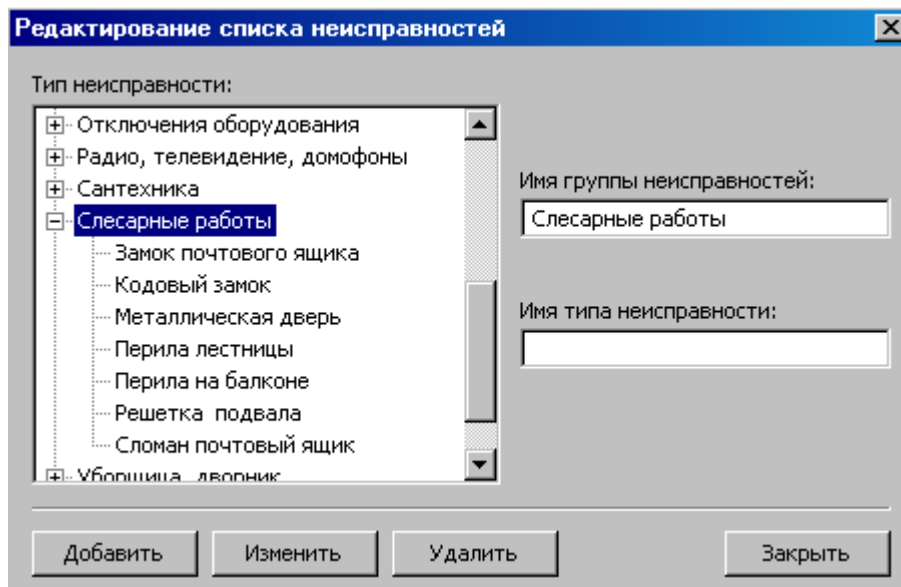 Редактирование списка неисправностей
Тип неисправности:
Отключения оборудования
Радио, телевидение, домофоны
Сантехника
Слесарные работы
Замок почтового ящика
Кодовый замок
Металлическая дверь
Перила лестницы
Перила на балконе
Решетка подвала
Сломан почтовый ящик
Уборщица, дворник
Имя группы неисправностей:
Слесарные работы
Имя типа неисправности:
Добавить Изменить Удалить Закрыть